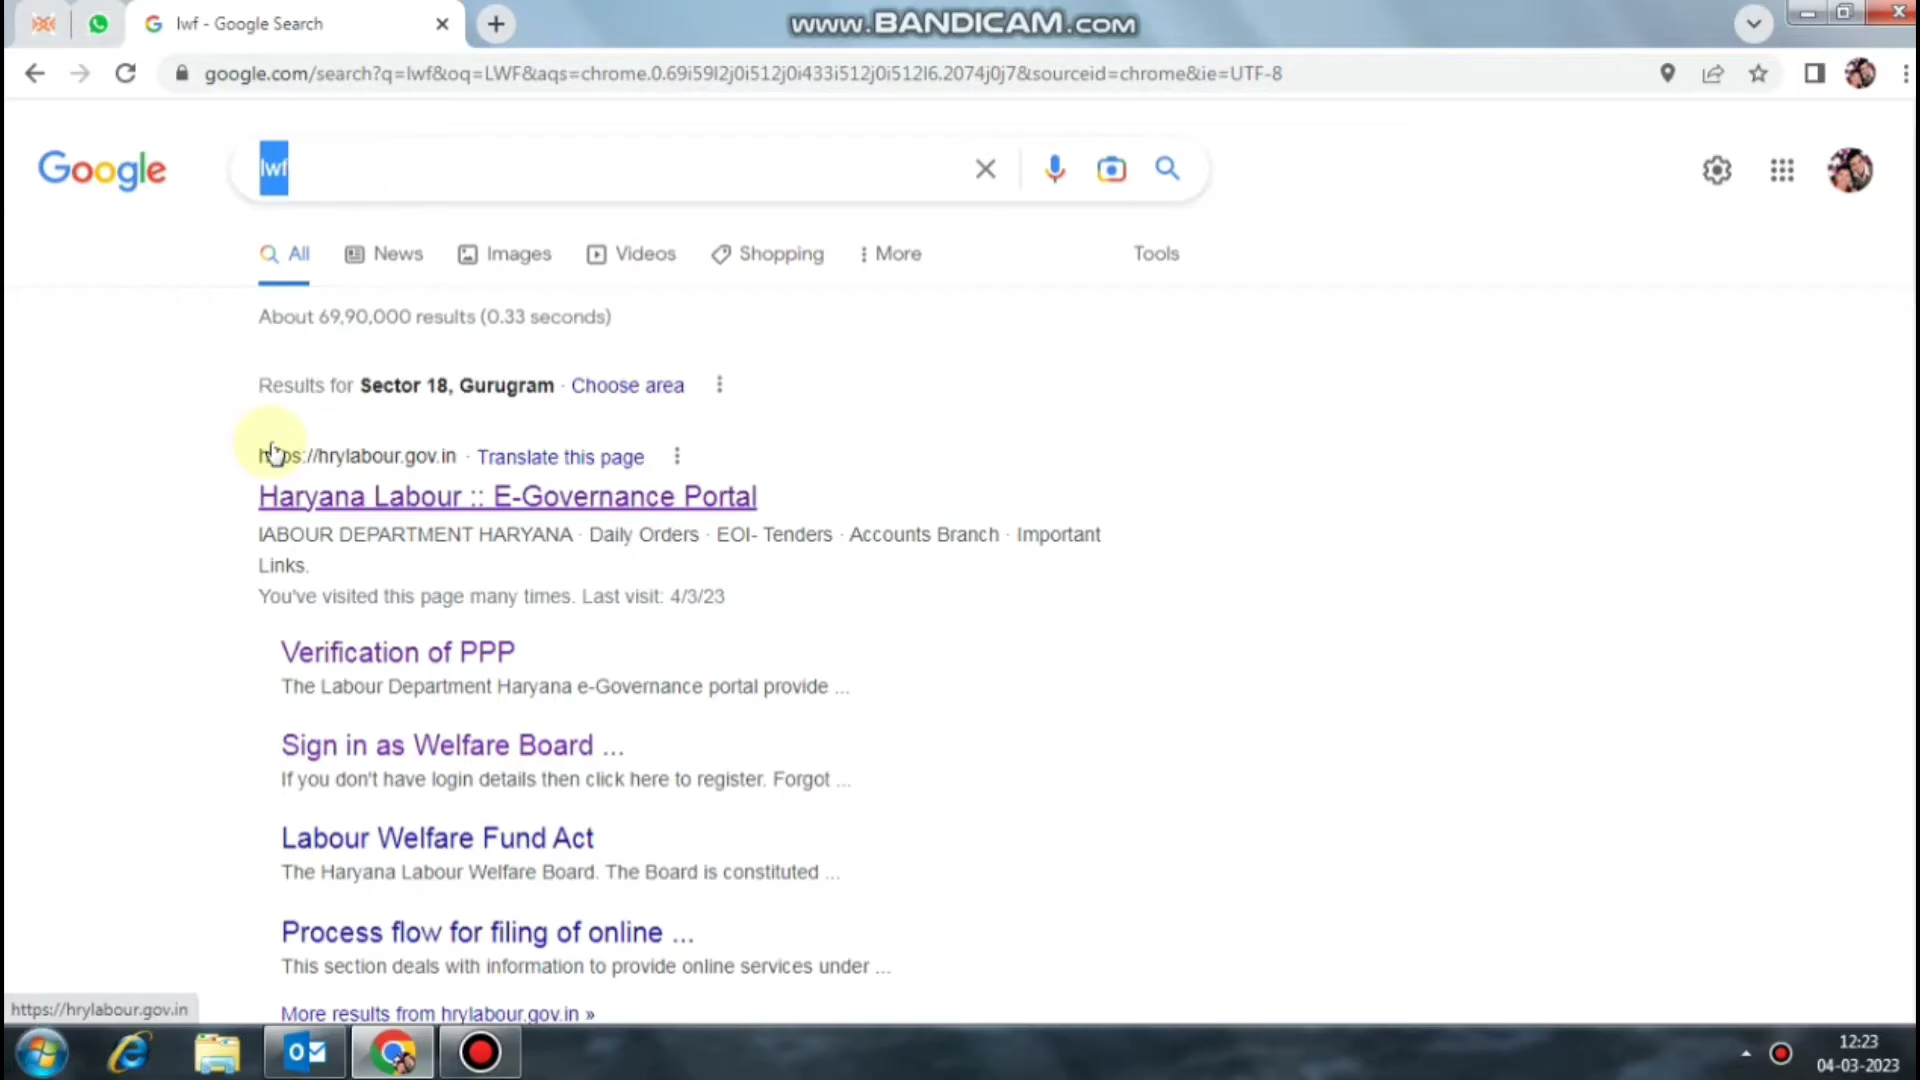 lwf - Google Search
www.BANDICAM.com
google.com/search?q=lwf&oq=LWF&aqs=chrome.0.69i59l2j0i512j0i433i512j0i512l6.2074j0j7&sourceid=chrome&ie=UTF-8
Google
lwf
All
News
Images
Videos
Shopping
More
Tools
About 69,90,000 results (0.33 seconds)
Results for Sector 18, Gurugram · Choose area
https://hrylabour.gov.in · Translate this page
Haryana Labour :: E-Governance Portal
lABOUR DEPARTMENT HARYANA · Daily Orders · EOI- Tenders · Accounts Branch · Important
Links.
You've visited this page many times. Last visit: 4/3/23
Verification of PPP
The Labour Department Haryana e-Governance portal provide ...
Sign in as Welfare Board ...
If you don't have login details then click here to register. Forgot ...
Labour Welfare Fund Act
The Haryana Labour Welfare Board. The Board is constituted ...
Process flow for filing of online ...
This section deals with information to provide online services under ...
https://hrylabour.gov.in
More results from hrylabour.gov.in »
12:23
04-03-2023